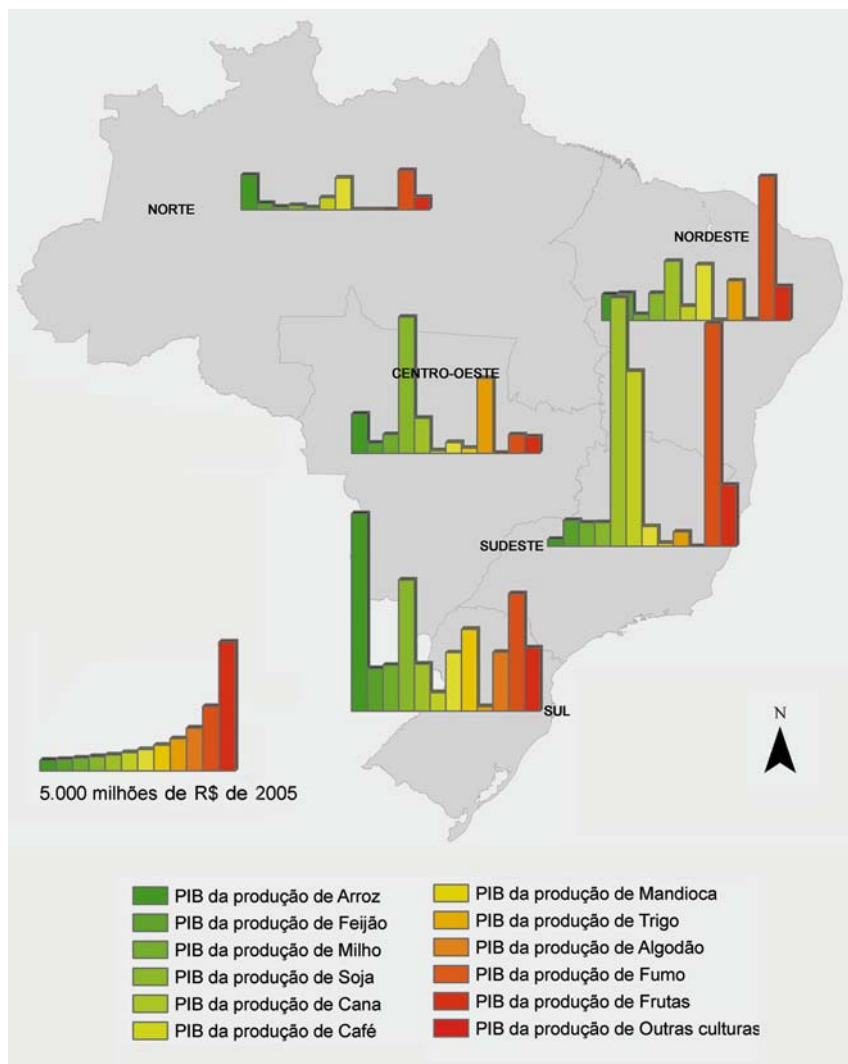 NORTE
NORDESTE
CENTRO-OESTE
SUDESTE
SUL
N
5.000 milhões de R$ de 2005
PIB da produção de Arroz
PIB da produção de Feijão
PIB da produção de Milho
PIB da produção de Soja
PIB da produção de Cana
PIB da produção de Café
PIB da produção de Mandioca
PIB da produção de Trigo
PIB da produção de Algodão
PIB da produção de Fumo
PIB da produção de Frutas
PIB da produção de Outras culturas